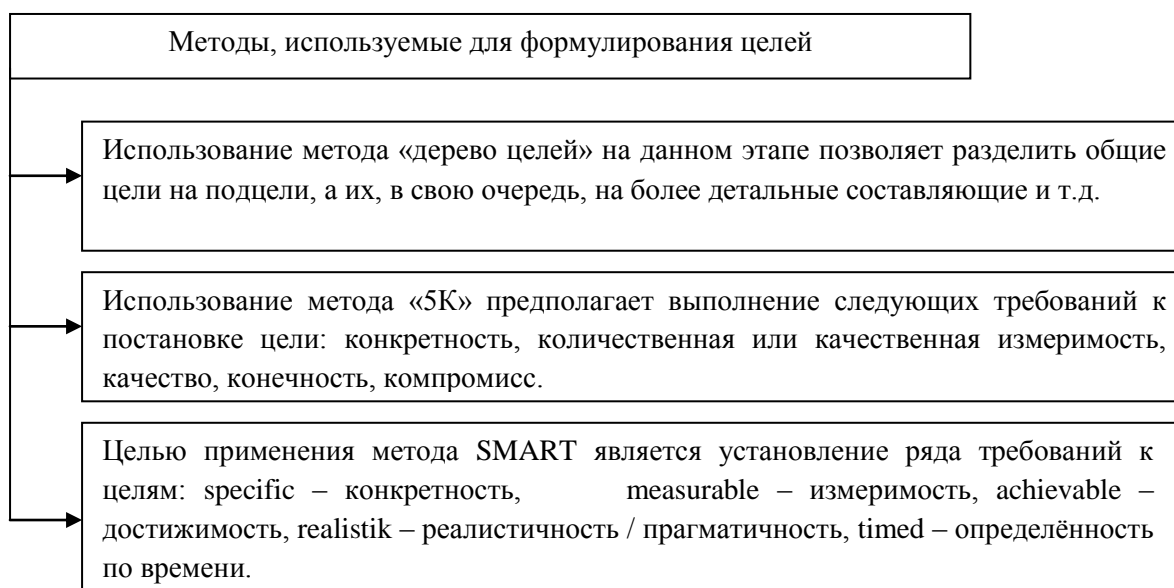 Методы, используемые для формулирования целей
Использование метода «дерево целей» на данном этапе позволяет разделить общие
цели на подцели, а их, в свою очередь, на более детальные составляющие и т.д.
Использование метода «5К» предполагает выполнение следующих требований к
постановке цели: конкретность, количественная или качественная измеримость,
качество, конечность, компромисс.
Целью применения метода SMART является установление ряда требований к
целям: specific – конкретность, measurable – измеримость, achievable –
достижимость, realistik – реалистичность / прагматичность, timed – определённость
по времени.